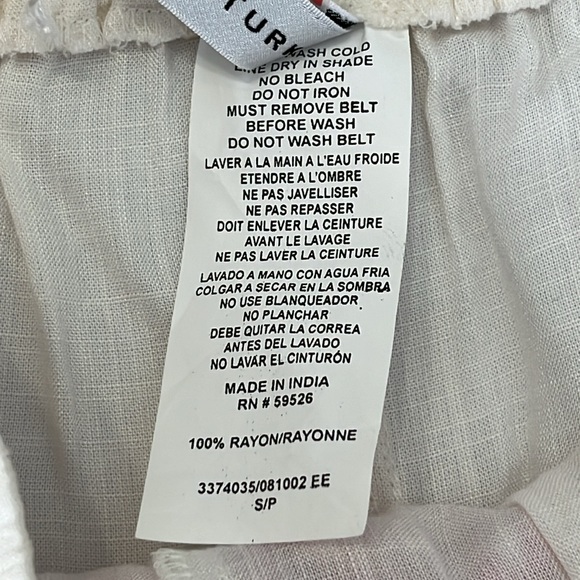 TURK
WASH COLD
LINE DRY IN SHADE
NO BLEACH
DO NOT IRON
MUST REMOVE BELT
BEFORE WASH
DO NOT WASH BELT
LAVER A LA MAIN A L'EAU FROIDE
ETENDRE A L'OMBRE
NE PAS JAVELLISER
NE PAS REPASSER
DOIT ENLEVER LA CEINTURE
AVANT LE LAVAGE
NE PAS LAVER LA CEINTURE
LAVADO A MANO CON AGUA FRIA
COLGAR A SECAR EN LA SOMBRA
NO USE BLANQUEADOR
NO PLANCHAR
DEBE QUITAR LA CORREA
ANTES DEL LAVADO
NO LAVAR EL CINTURÓN
MADE IN INDIA
RN # 59526
100% RAYON/RAYONNE
3374035/081002 EE
S/P